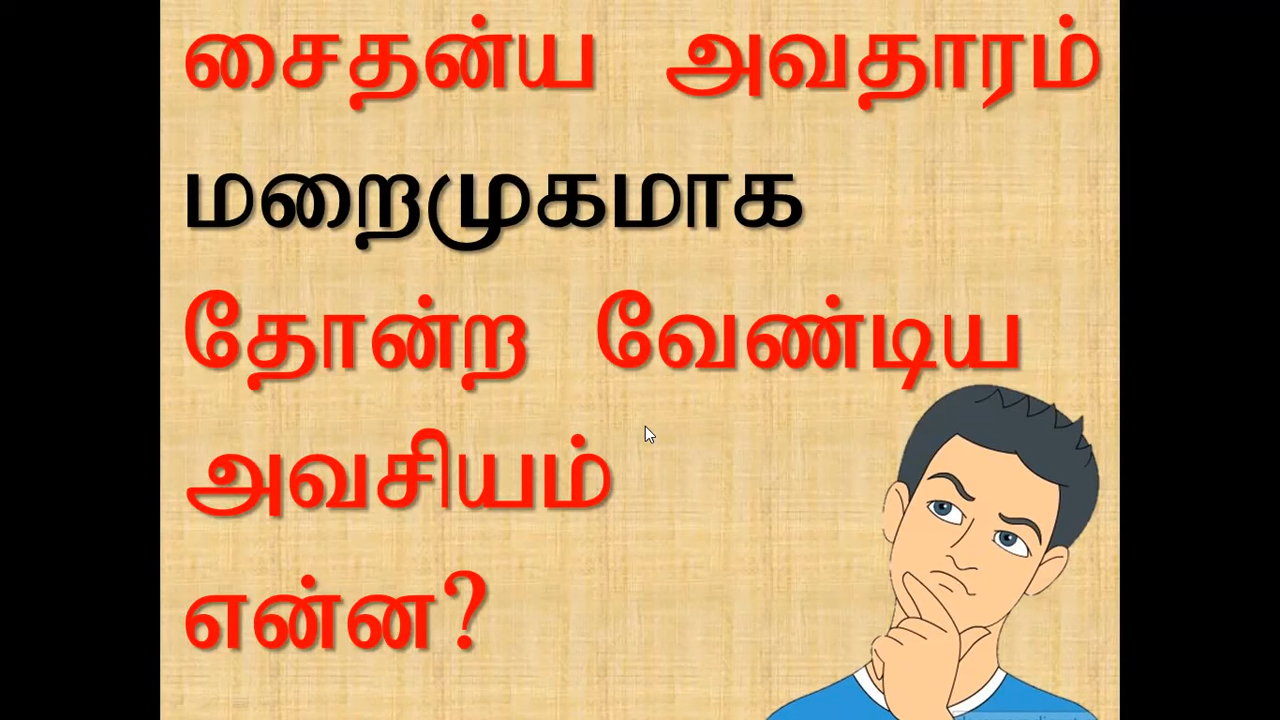 சைதன்ய அவதாரம்
மறைமுகமாக
தோன்ற வேண்டிய
அவசியம்
என்ன?